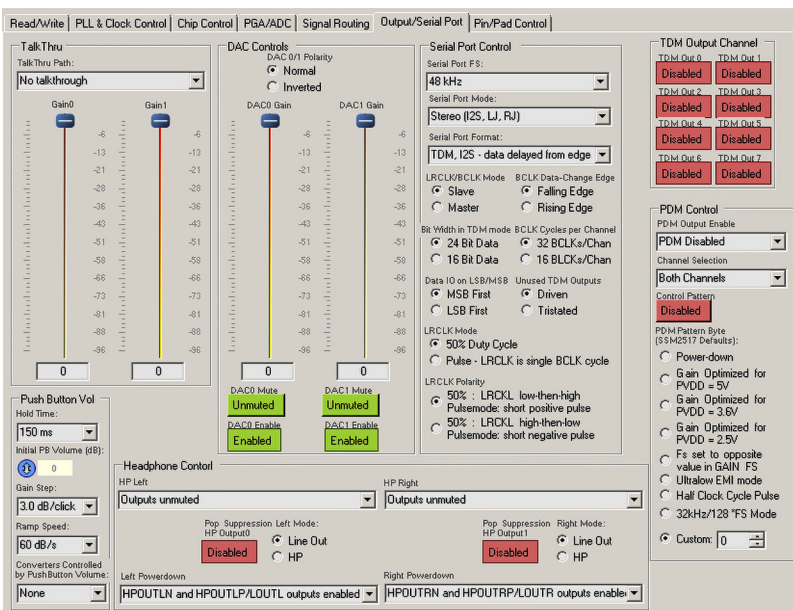 Read/Write PLL & Clock Control Chip Control PGA/ADC Signal Routing Output/Serial Port Pin/Pad Control
TalkThru
TalkThru Path:
No talkthrough
Gain0 Gain1
-6 -6
-13 -13
-21 -21
-28 -28
-36 -36
-43 -43
-51 -51
-58 -58
-66 -66
-73 -73
-81 -81
-88 -88
-96 -96
0 0
DAC Controls
DAC 0/1 Polarity
Normal
Inverted
DAC0 Gain DAC1 Gain
-6 -6
-13 -13
-21 -21
-28 -28
-36 -36
-43 -43
-51 -51
-58 -58
-66 -66
-73 -73
-81 -81
-88 -88
-96 -96
0 0
DAC0 Mute DAC1 Mute
Unmuted Unmuted
DAC0 Enable DAC1 Enable
Enabled Enabled
Serial Port Control
Serial Port FS:
48 kHz
Serial Port Mode:
Stereo (I2S, LJ, RJ)
Serial Port Format:
TDM, I2S - data delayed from edge
LRCLK/BCLK Mode BCLK Data-Change Edge
Slave Falling Edge
Master Rising Edge
Bit Width in TDM mode BCLK Cycles per Channel
24 Bit Data 32 BCLKs/Chan
16 Bit Data 16 BLCKs/Chan
Data IO on LSB/MSB Unused TDM Outputs
MSB First Driven
LSB First Tristated
LRCLK Mode
50% Duty Cycle
Pulse - LRCLK is single BCLK cycle
LRCLK Polarity
50% : LRCKL low-then-high
Pulsemode: short positive pulse
50% : LRCKL high-then-low
Pulsemode: short negative pulse
TDM Output Channel
TDM Out 0 TDM Out 1
Disabled Disabled
TDM Out 2 TDM Out 3
Disabled Disabled
TDM Out 4 TDM Out 5
Disabled Disabled
TDM Out 6 TDM Out 7
Disabled Disabled
PDM Control
PDM Output Enable
PDM Disabled
Channel Selection
Both Channels
Control Pattern
Disabled
PDM Pattern Byte
(SSM2517 Defaults):
Power-down
Gain Optimized for
PVDD = 5V
Gain Optimized for
PVDD = 3.6V
Gain Optimized for
PVDD = 2.5V
Fs set to opposite
value in GAIN FS
Ultralow EMI mode
Half Clock Cycle Pulse
32kHz/128 *FS Mode
Custom: 0
Push Button Vol
Hold Time:
150 ms
Initial PB Volume (dB):
0
Gain Step:
3.0 dB/click
Ramp Speed:
60 dB/s
Converters Controlled
by PushButton Volume:
None
Headphone Contorl
HP Left HP Right
Outputs unmuted Outputs unmuted
Pop Suppression Left Mode: Pop Suppression Right Mode:
HP Output0 HP Output1
Disabled Line Out Disabled Line Out
HP HP
Left Powerdown Right Powerdown
HPOUTLN and HPOUTLP/LOUTL outputs enabled HPOUTRN and HPOUTRP/LOUTR outputs enable